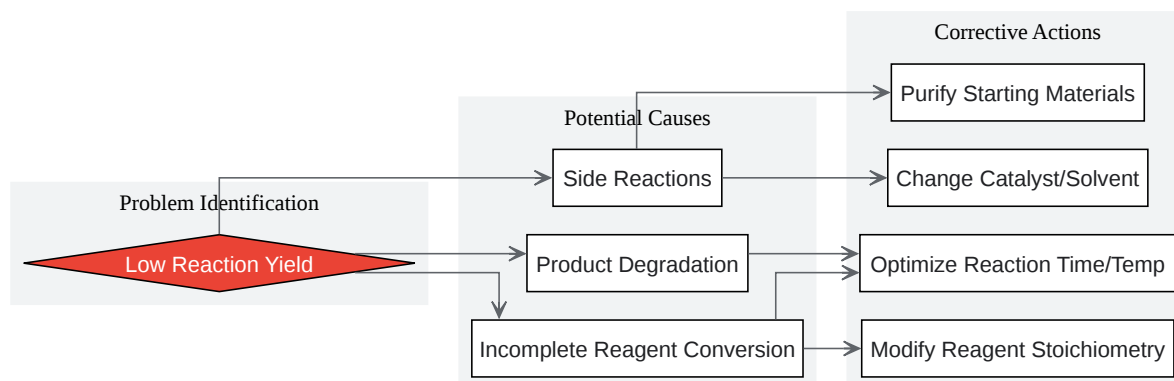 Problem Identification
Low Reaction Yield
Potential Causes
Side Reactions
Product Degradation
Incomplete Reagent Conversion
Corrective Actions
Purify Starting Materials
Change Catalyst/Solvent
Optimize Reaction Time/Temp
Modify Reagent Stoichiometry